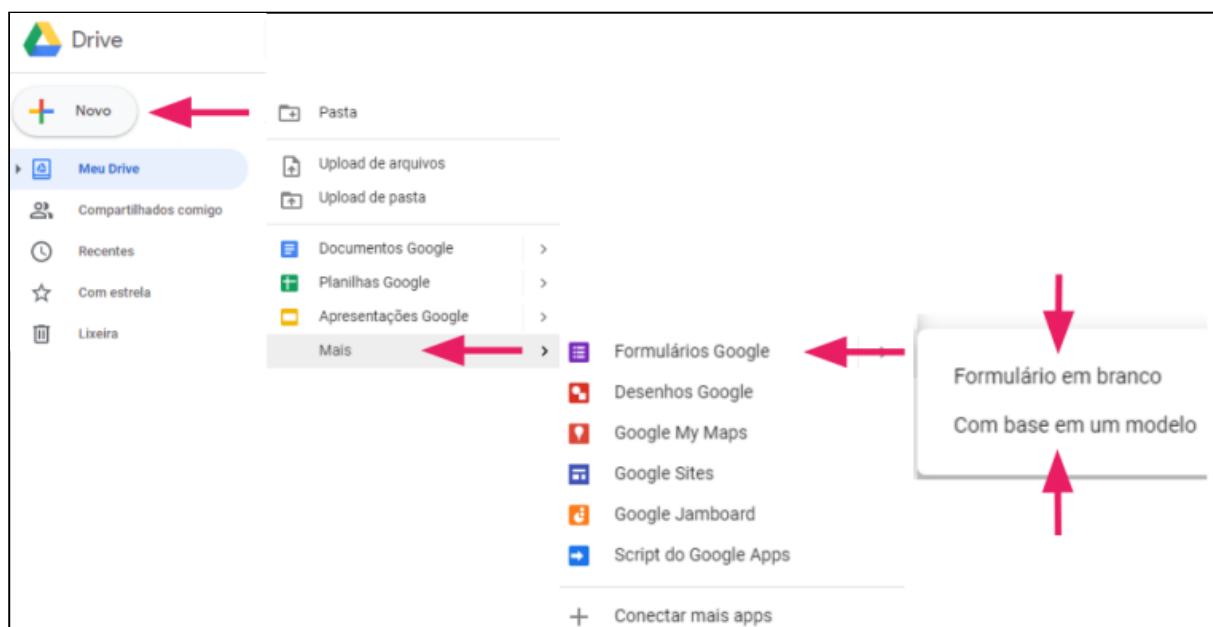 Drive
Novo
Meu Drive
Compartilhados comigo
Recentes
Com estrela
Lixeira
Pasta
Upload de arquivos
Upload de pasta
Documentos Google
Planilhas Google
Apresentações Google
Mais
Formulários Google
Desenhos Google
Google My Maps
Google Sites
Google Jamboard
Script do Google Apps
Conectar mais apps
Formulário em branco
Com base em um modelo